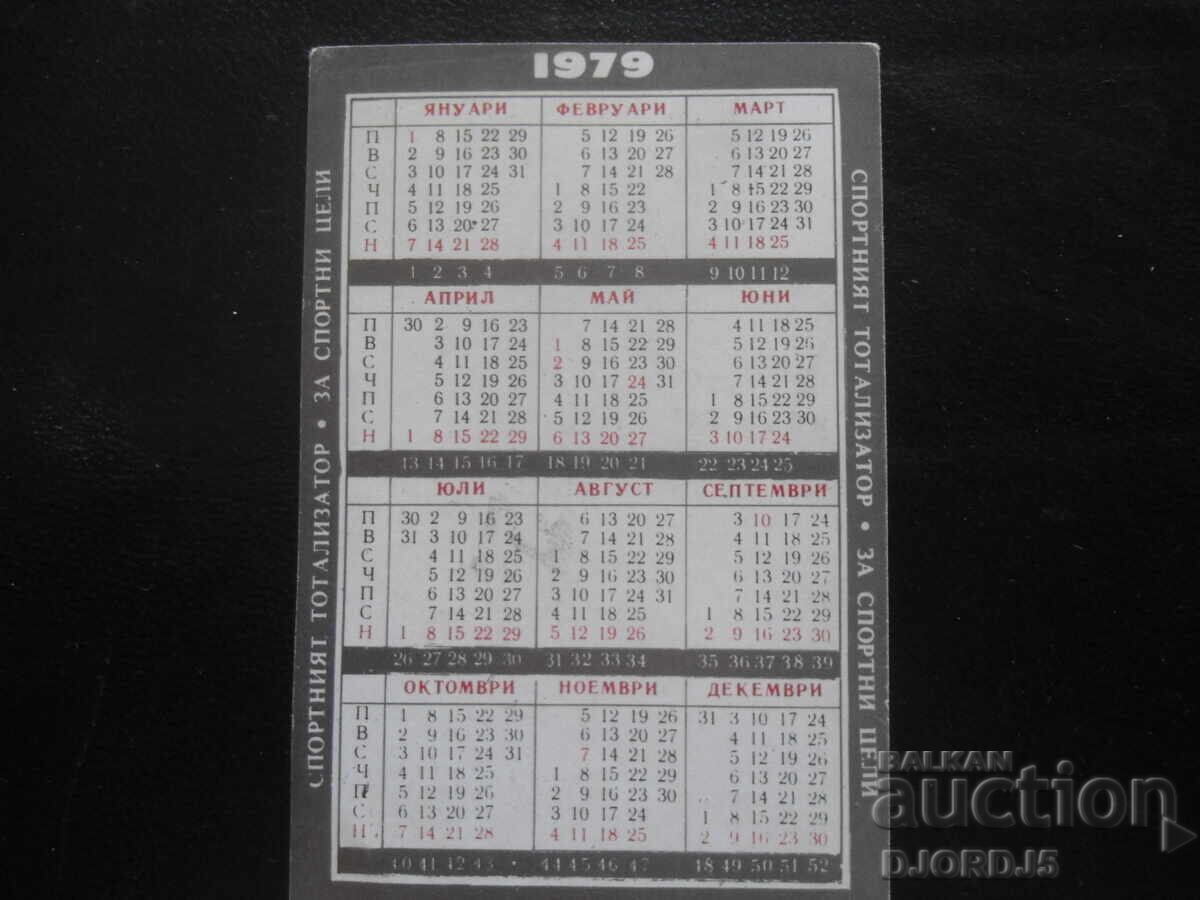 1979
СПОРТНИЯТ ТОТАЛИЗАТОР • ЗА СПОРТНИ ЦЕЛИ
ЯНУАРИ ФЕВРУАРИ МАРТ
П 1 8 15 22 29 5 12 19 26 5 12 19 26
В 2 9 16 23 30 6 13 20 27 6 13 20 27
С 3 10 17 24 31 7 14 21 28 7 14 21 28
Ч 4 11 18 25 1 8 15 22 1 8 15 22 29
П 5 12 19 26 2 9 16 23 2 9 16 23 30
С 6 13 20 27 3 10 17 24 3 10 17 24 31
Н 7 14 21 28 4 11 18 25 4 11 18 25
1 2 3 4 5 6 7 8 9 10 11 12
АПРИЛ МАЙ ЮНИ
П 30 2 9 16 23 7 14 21 28 4 11 18 25
В 3 10 17 24 1 8 15 22 29 5 12 19 26
С 4 11 18 25 2 9 16 23 30 6 13 20 27
Ч 5 12 19 26 3 10 17 24 31 7 14 21 28
П 6 13 20 27 4 11 18 25 1 8 15 22 29
С 7 14 21 28 5 12 19 26 2 9 16 23 30
Н 1 8 15 22 29 6 13 20 27 3 10 17 24
13 14 15 16 17 18 19 20 21 22 23 24 25
ЮЛИ АВГУСТ СЕПТЕМВРИ
П 30 2 9 16 23 6 13 20 27 3 10 17 24
В 31 3 10 17 24 7 14 21 28 4 11 18 25
С 4 11 18 25 1 8 15 22 29 5 12 19 26
Ч 5 12 19 26 2 9 16 23 30 6 13 20 27
П 6 13 20 27 3 10 17 24 31 7 14 21 28
С 7 14 21 28 4 11 18 25 1 8 15 22 29
Н 1 8 15 22 29 5 12 19 26 2 9 16 23 30
26 27 28 29 30 31 32 33 34 35 36 37 38 39
ОКТОМВРИ НОЕМВРИ ДЕКЕМВРИ
П 1 8 15 22 29 5 12 19 26 31 3 10 17 24
В 2 9 16 23 30 6 13 20 27 4 11 18 25
С 3 10 17 24 31 7 14 21 28 5 12 19 26
Ч 4 11 18 25 1 8 15 22 29 6 13 20 27
П 5 12 19 26 2 9 16 23 30 7 14 21 28
С 6 13 20 27 3 10 17 24 1 8 15 22 29
Н 7 14 21 28 4 11 18 25 2 9 16 23 30
40 41 42 43 44 45 46 47 48 49 50 51 52
СПОРТНИЯТ ТОТАЛИЗАТОР • ЗА СПОРТНИ ЦЕЛИ
BALKAN
auction
DJORDJ5